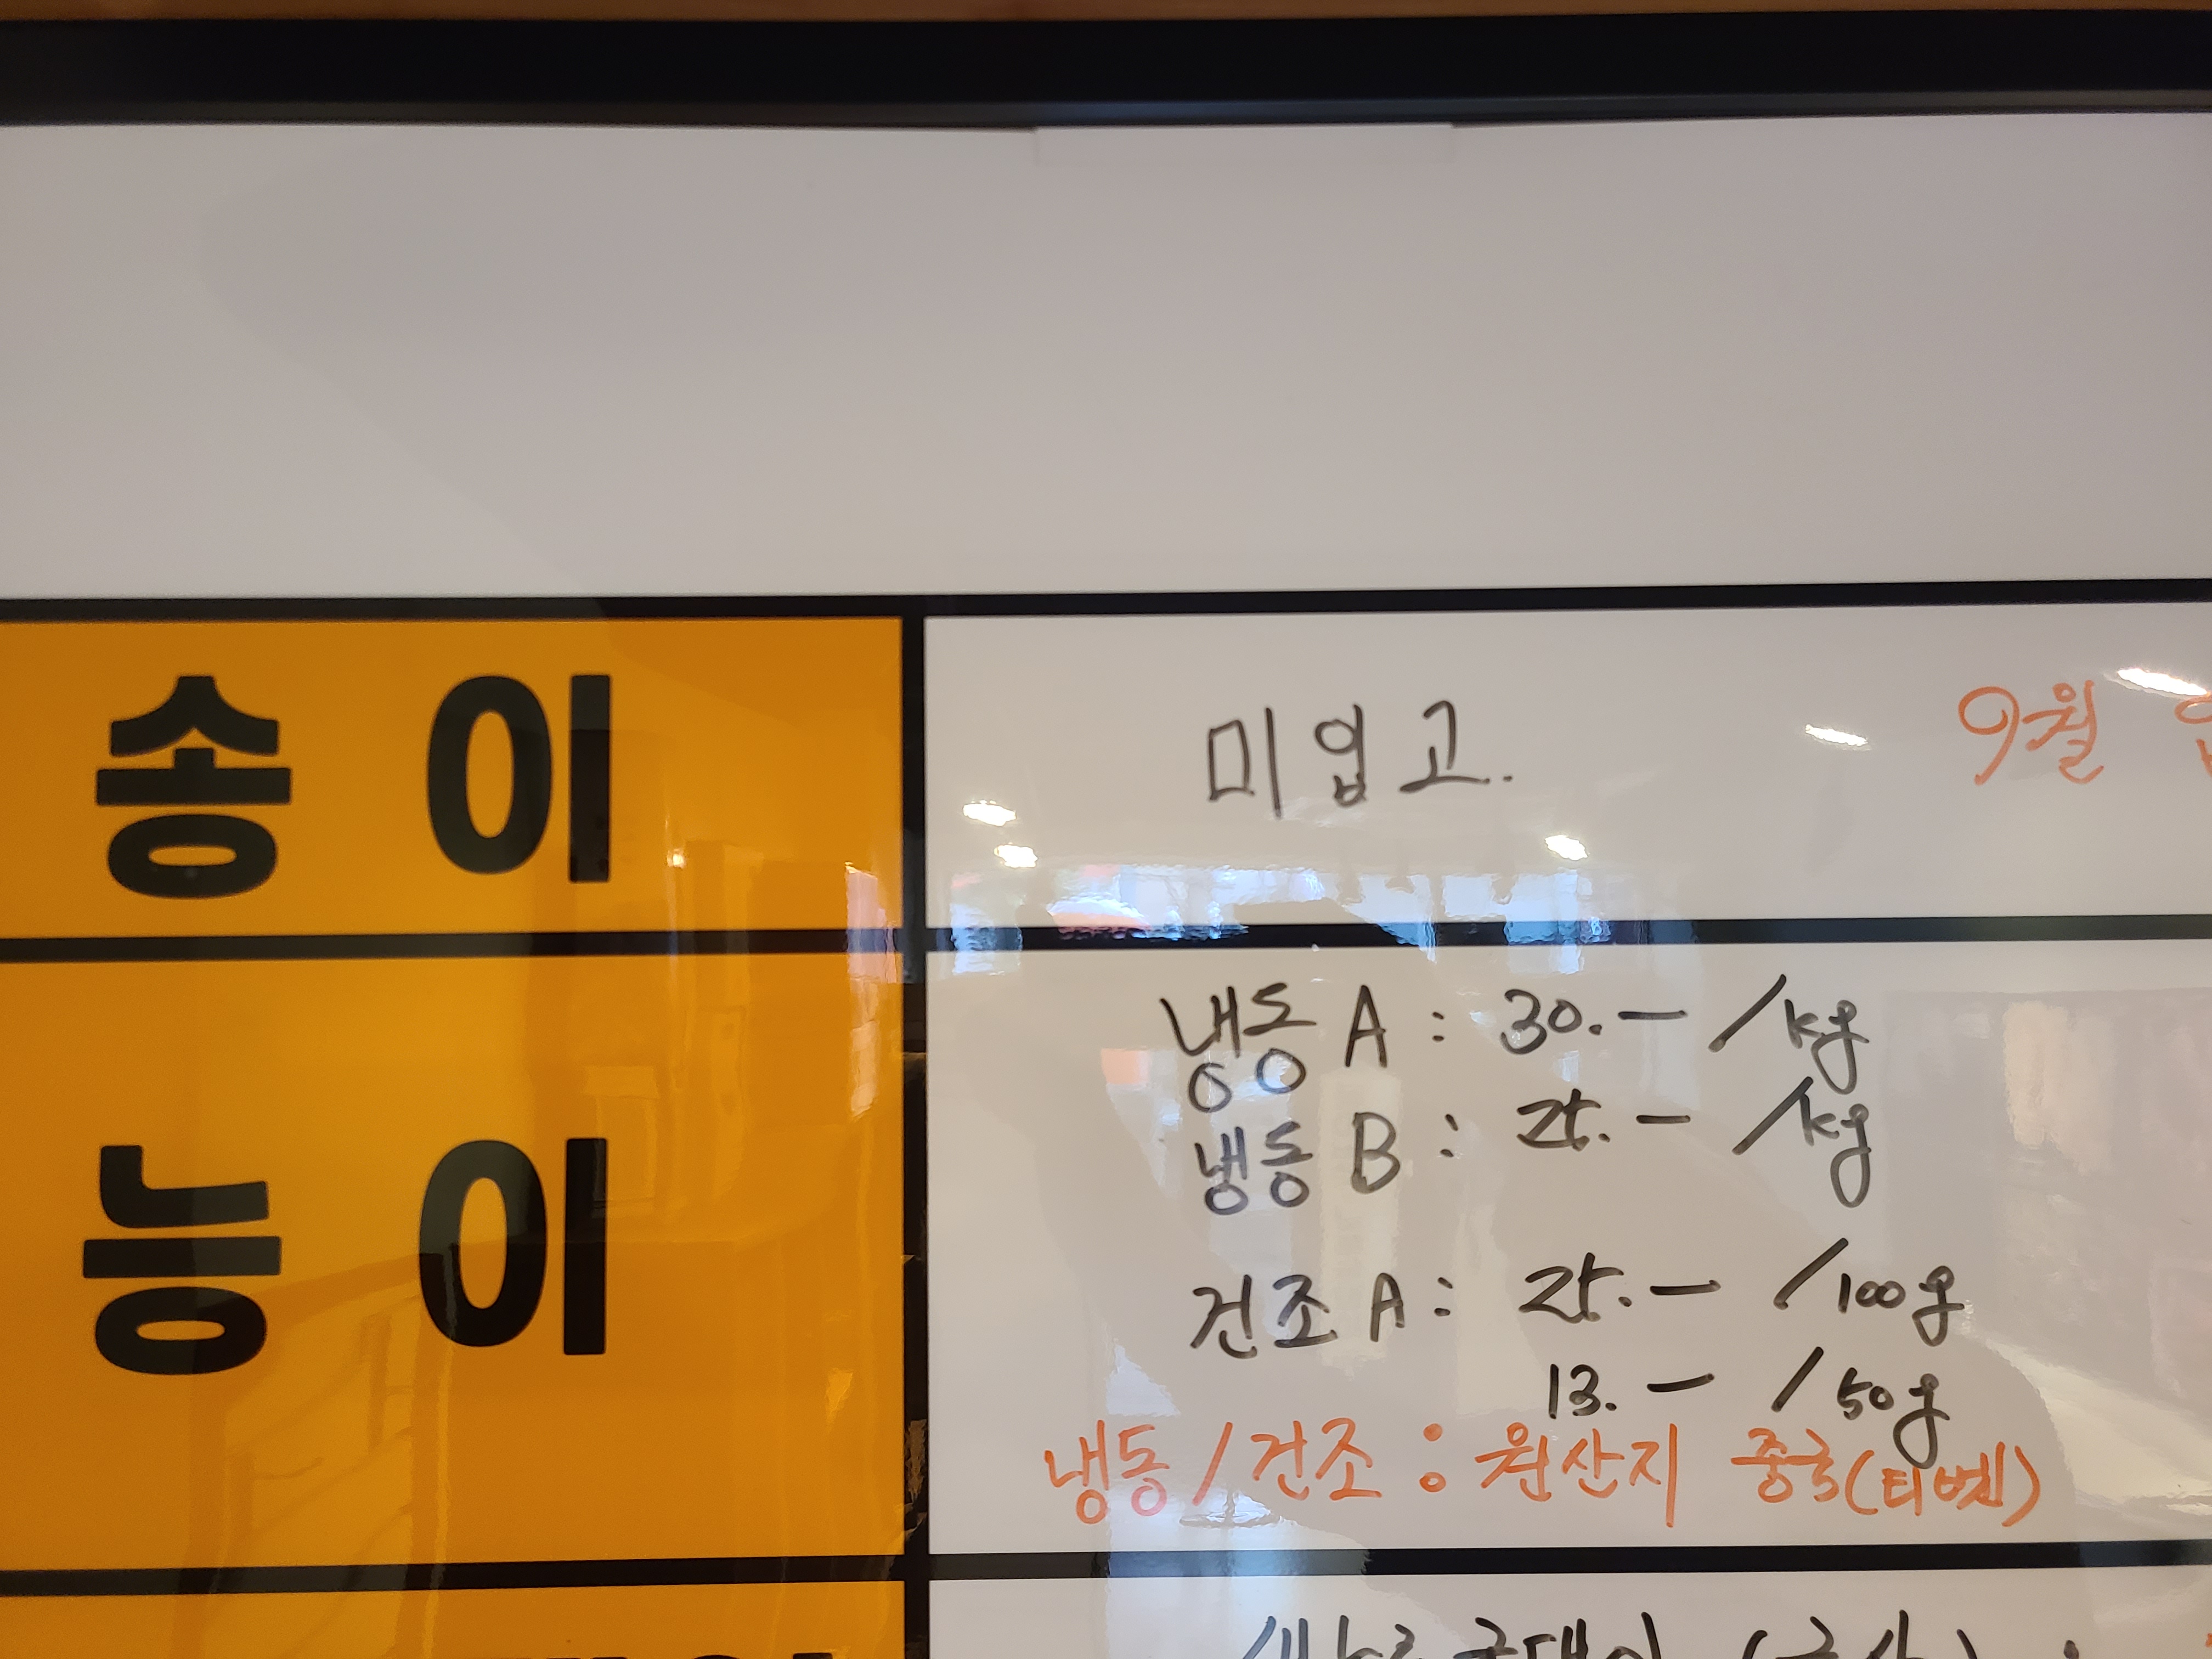 송이
미입고.
9월
능이
냉동 A : 30.- /kg
냉동 B : 25.- /kg
건조 A : 25.- /100g
13.- /50g
냉동/건조 : 원산지 중국(티벳)